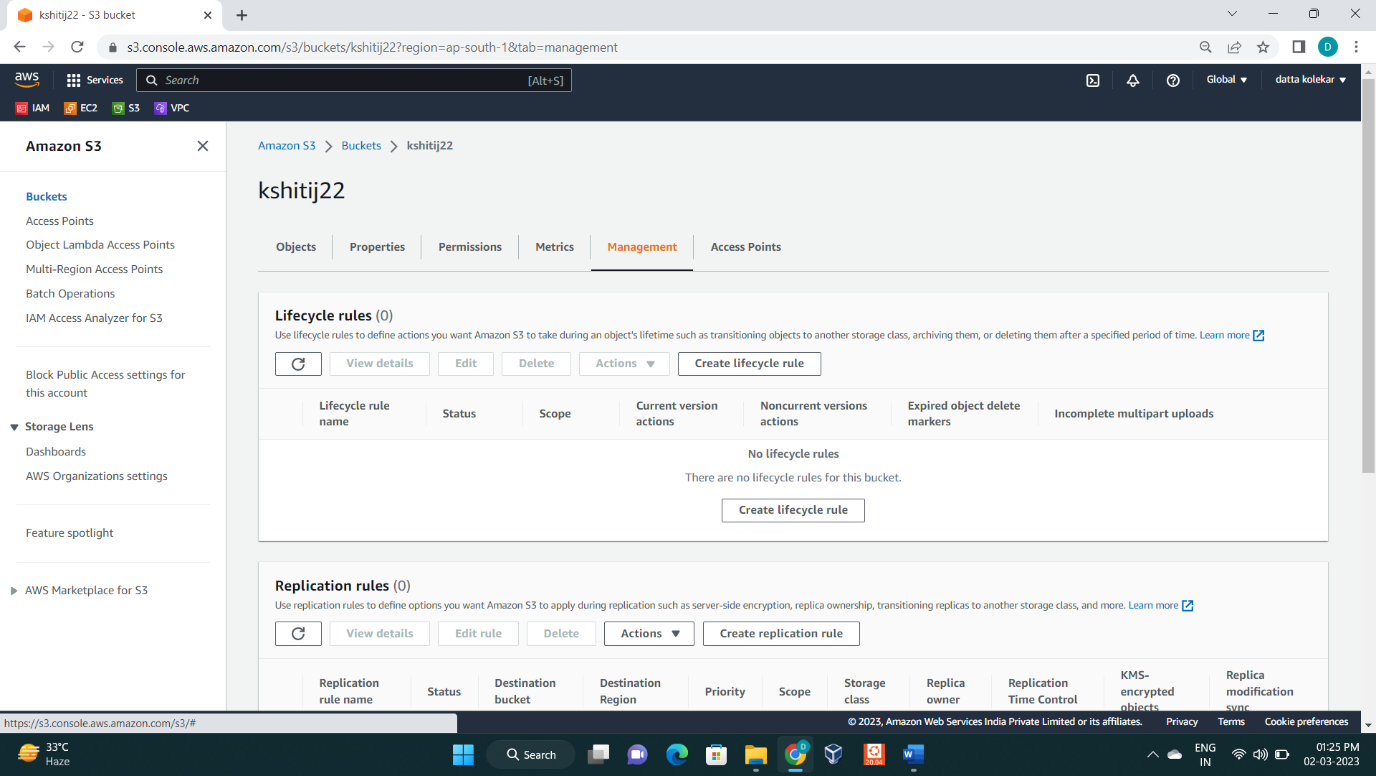 kshitij22 - S3 bucket
s3.console.aws.amazon.com/s3/buckets/kshitij22?region=ap-south-1&tab=management
D
aws
Services
Search
[Alt+S]
Global
datta kolekar
IAM
EC2
S3
VPC
Amazon S3
Buckets
Access Points
Object Lambda Access Points
Multi-Region Access Points
Batch Operations
IAM Access Analyzer for S3
Block Public Access settings for
this account
Storage Lens
Dashboards
AWS Organizations settings
Feature spotlight
AWS Marketplace for S3
Amazon S3
Buckets
kshitij22
kshitij22
Objects
Properties
Permissions
Metrics
Management
Access Points
Lifecycle rules (0)
Use lifecycle rules to define actions you want Amazon S3 to take during an object's lifetime such as transitioning objects to another storage class, archiving them, or deleting them after a specified period of time. Learn more
View details
Edit
Delete
Actions
Create lifecycle rule
Lifecycle rule
name
Status
Scope
Current version
actions
Noncurrent versions
actions
Expired object delete
markers
Incomplete multipart uploads
No lifecycle rules
There are no lifecycle rules for this bucket.
Create lifecycle rule
Replication rules (0)
Use replication rules to define options you want Amazon S3 to apply during replication such as server-side encryption, replica ownership, transitioning replicas to another storage class, and more. Learn more
View details
Edit rule
Delete
Actions
Create replication rule
Replication
rule name
Status
Destination
bucket
Destination
Region
Priority
Scope
Storage
class
Replica
owner
Replication
Time Control
KMS-
encrypted
objects
Replica
modification
sync
https://s3.console.aws.amazon.com/s3/#
© 2023, Amazon Web Services India Private Limited or its affiliates.
Privacy
Terms
Cookie preferences
33°C
Haze
Search
D
20.04
W
ENG
IN
01:25 PM
02-03-2023